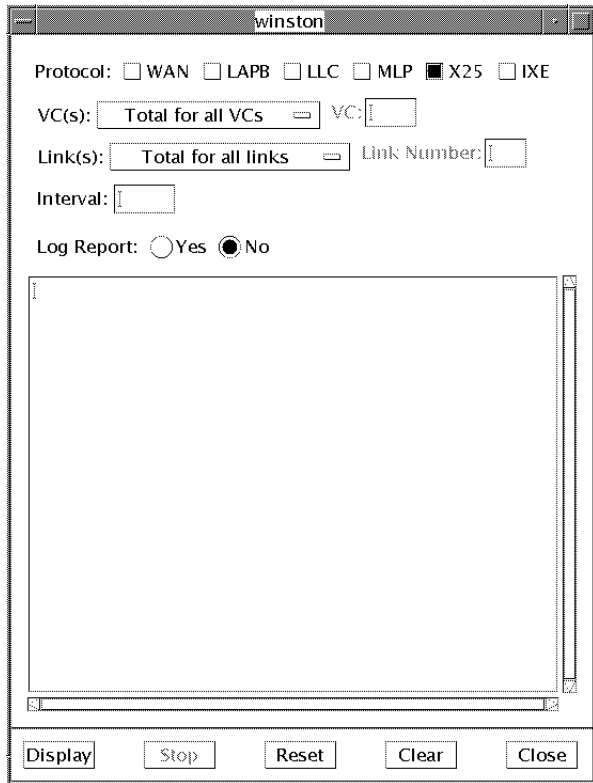 winston
Protocol: WAN LAPB LLC MLP X25 IXE
VC(s): Total for all VCs VC:
Link(s): Total for all links Link Number:
Interval:
Log Report: Yes No
Display Stop Reset Clear Close